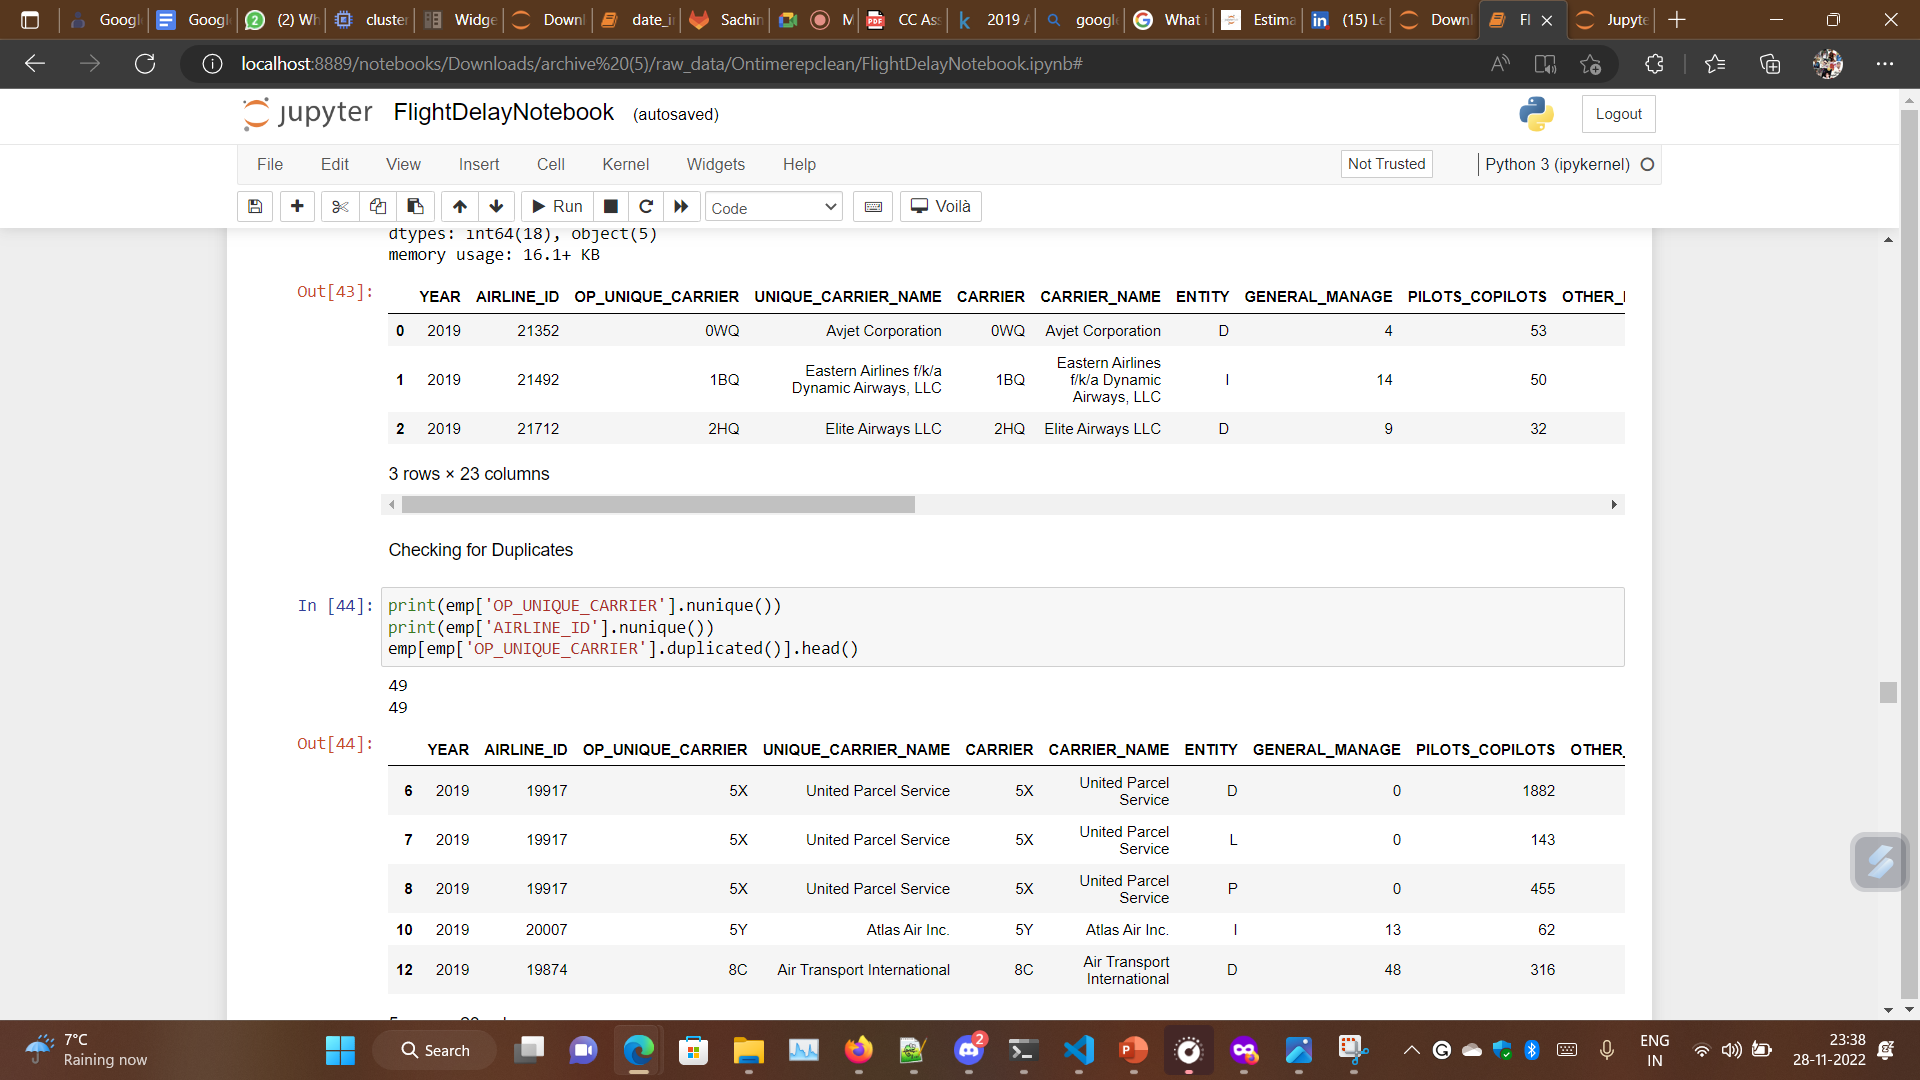 Googl
Googl
(2) Wh
cluster
Widge
Downl
date_i
Sachin
M
CC As
2019
googl
What i
Estima
(15) Le
Downl
Fl
Jupyte
localhost:8889/notebooks/Downloads/archive%20(5)/raw_data/Ontimerepclean/FlightDelayNotebook.ipynb#
jupyter FlightDelayNotebook (autosaved)
Logout
File Edit View Insert Cell Kernel Widgets Help
Not Trusted
Python 3 (ipykernel)
Run
Code
Voilà
dtypes: int64(18), object(5)
memory usage: 16.1+ KB
Out[43]:
YEAR AIRLINE_ID OP_UNIQUE_CARRIER UNIQUE_CARRIER_NAME CARRIER CARRIER_NAME ENTITY GENERAL_MANAGE PILOTS_COPILOTS OTHER_
0 2019 21352 0WQ Avjet Corporation 0WQ Avjet Corporation D 4 53
1 2019 21492 1BQ Eastern Airlines f/k/a Dynamic Airways, LLC 1BQ Eastern Airlines f/k/a Dynamic Airways, LLC I 14 50
2 2019 21712 2HQ Elite Airways LLC 2HQ Elite Airways LLC D 9 32
3 rows × 23 columns
Checking for Duplicates
In [44]:
print(emp['OP_UNIQUE_CARRIER'].nunique())
print(emp['AIRLINE_ID'].nunique())
emp[emp['OP_UNIQUE_CARRIER'].duplicated()].head()
49
49
Out[44]:
YEAR AIRLINE_ID OP_UNIQUE_CARRIER UNIQUE_CARRIER_NAME CARRIER CARRIER_NAME ENTITY GENERAL_MANAGE PILOTS_COPILOTS OTHER_
6 2019 19917 5X United Parcel Service 5X United Parcel Service D 0 1882
7 2019 19917 5X United Parcel Service 5X United Parcel Service L 0 143
8 2019 19917 5X United Parcel Service 5X United Parcel Service P 0 455
10 2019 20007 5Y Atlas Air Inc. 5Y Atlas Air Inc. I 13 62
12 2019 19874 8C Air Transport International 8C Air Transport International D 48 316
7°C
Raining now
Search
2
ENG
IN
23:38
28-11-2022